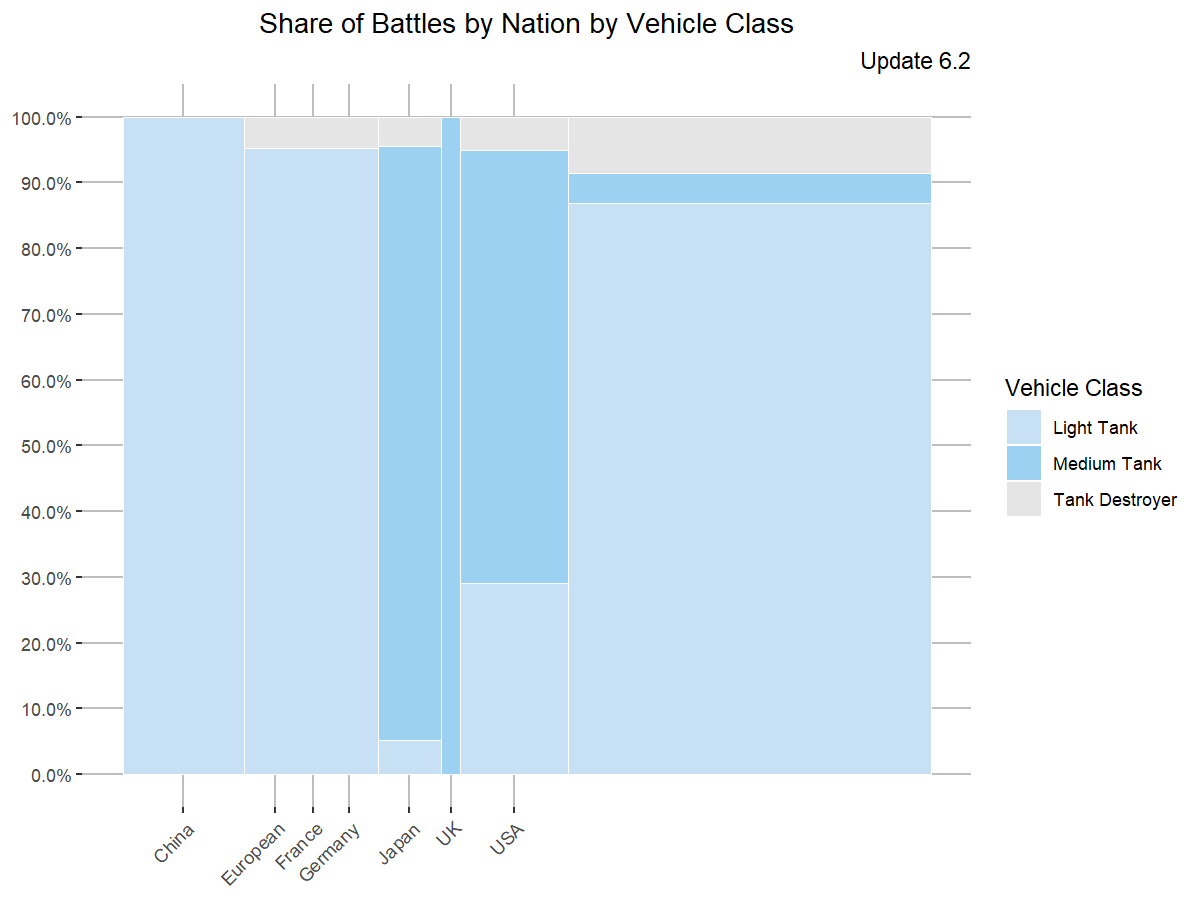 Share of Battles by Nation by Vehicle Class
Update 6.2
100.0%
90.0%
80.0%
70.0%
60.0%
50.0%
40.0%
30.0%
20.0%
10.0%
0.0%
China
European
France
Germany
Japan
UK
USA
Vehicle Class
Light Tank
Medium Tank
Tank Destroyer